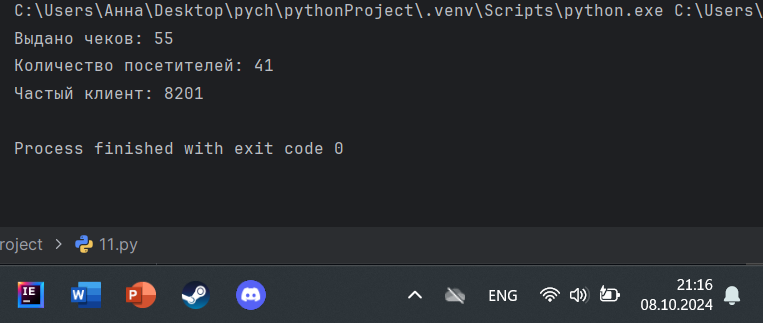 C:\Users\Анна\Desktop\pych\pythonProject\.venv\Scripts\python.exe C:\Users\
Выдано чеков: 55
Количество посетителей: 41
Частый клиент: 8201
Process finished with exit code 0
roject > 11.py
IE W P ENG 21:16
08.10.2024